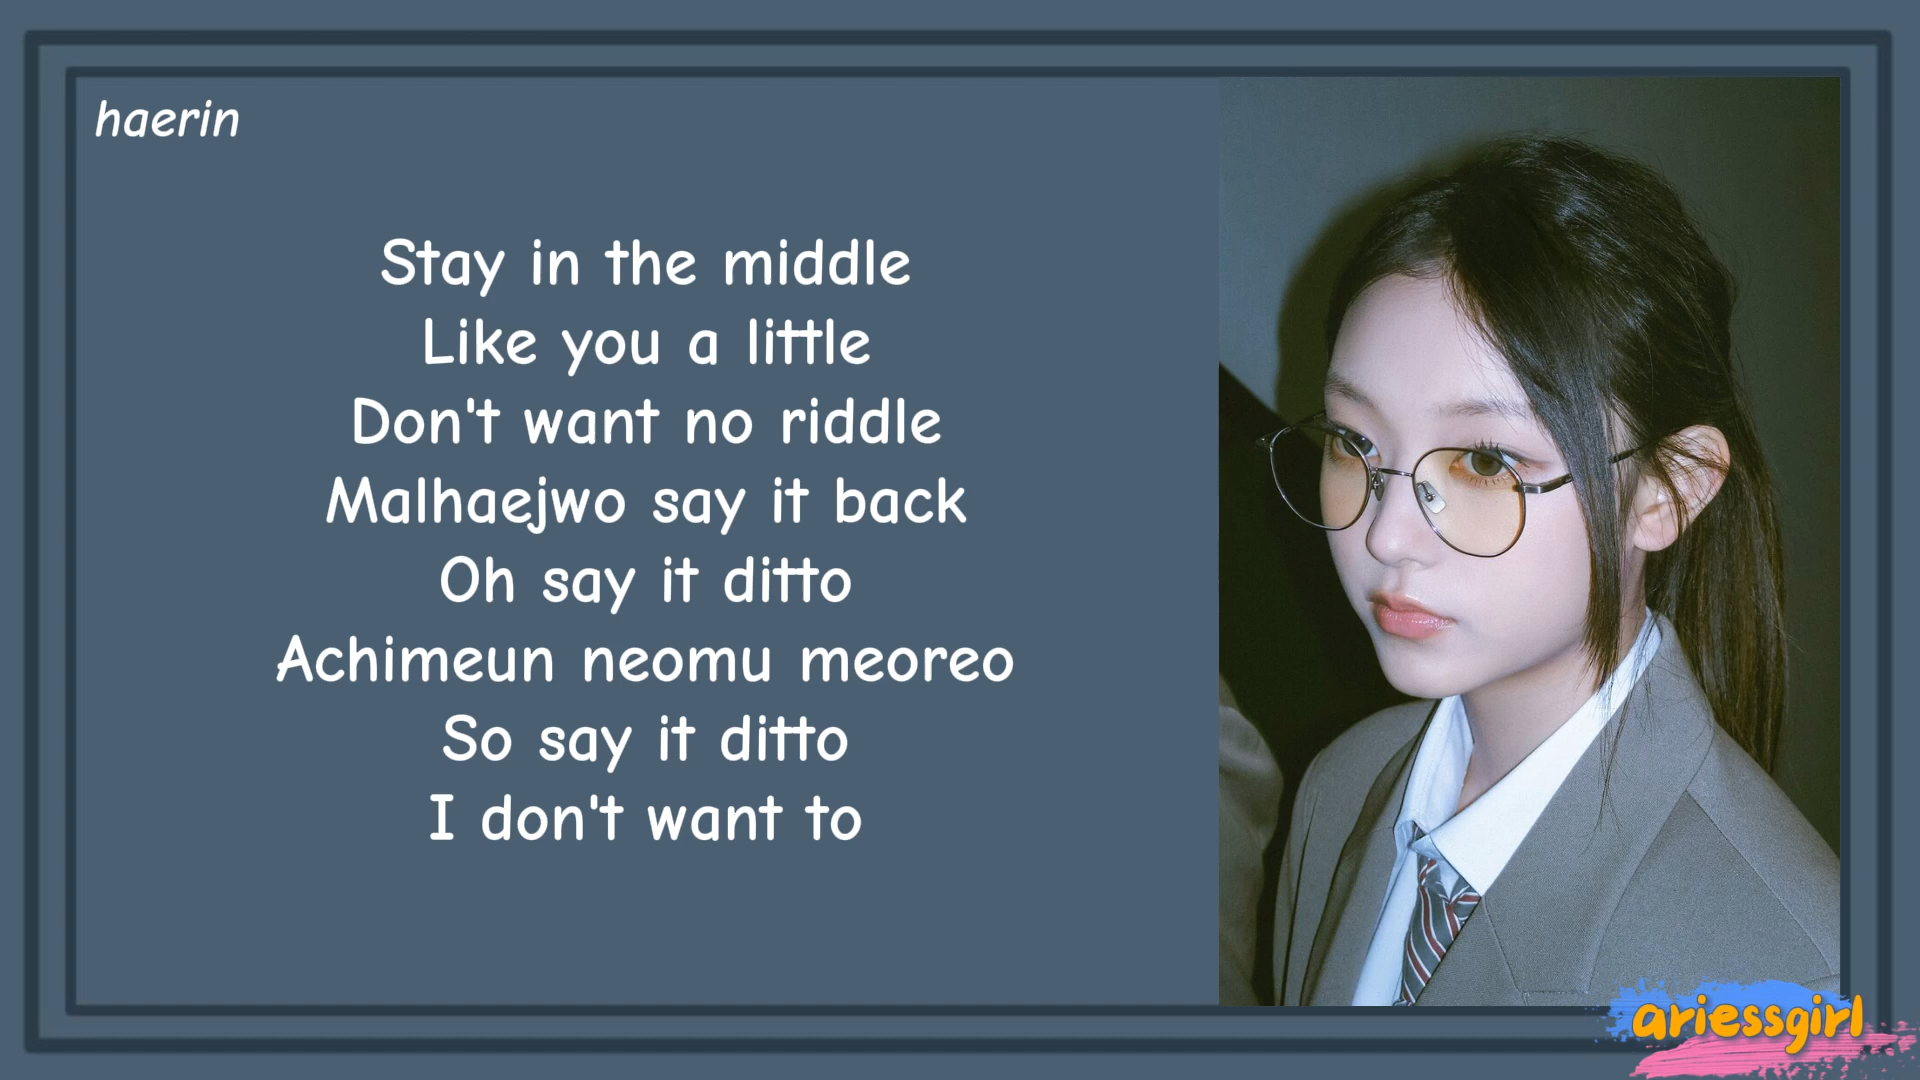 haerin
Stay in the middle
Like you a little
Don't want no riddle
Malhaejwo say it back
Oh say it ditto
Achimeun neomu meoreo
So say it ditto
I don't want to
ariessgirl